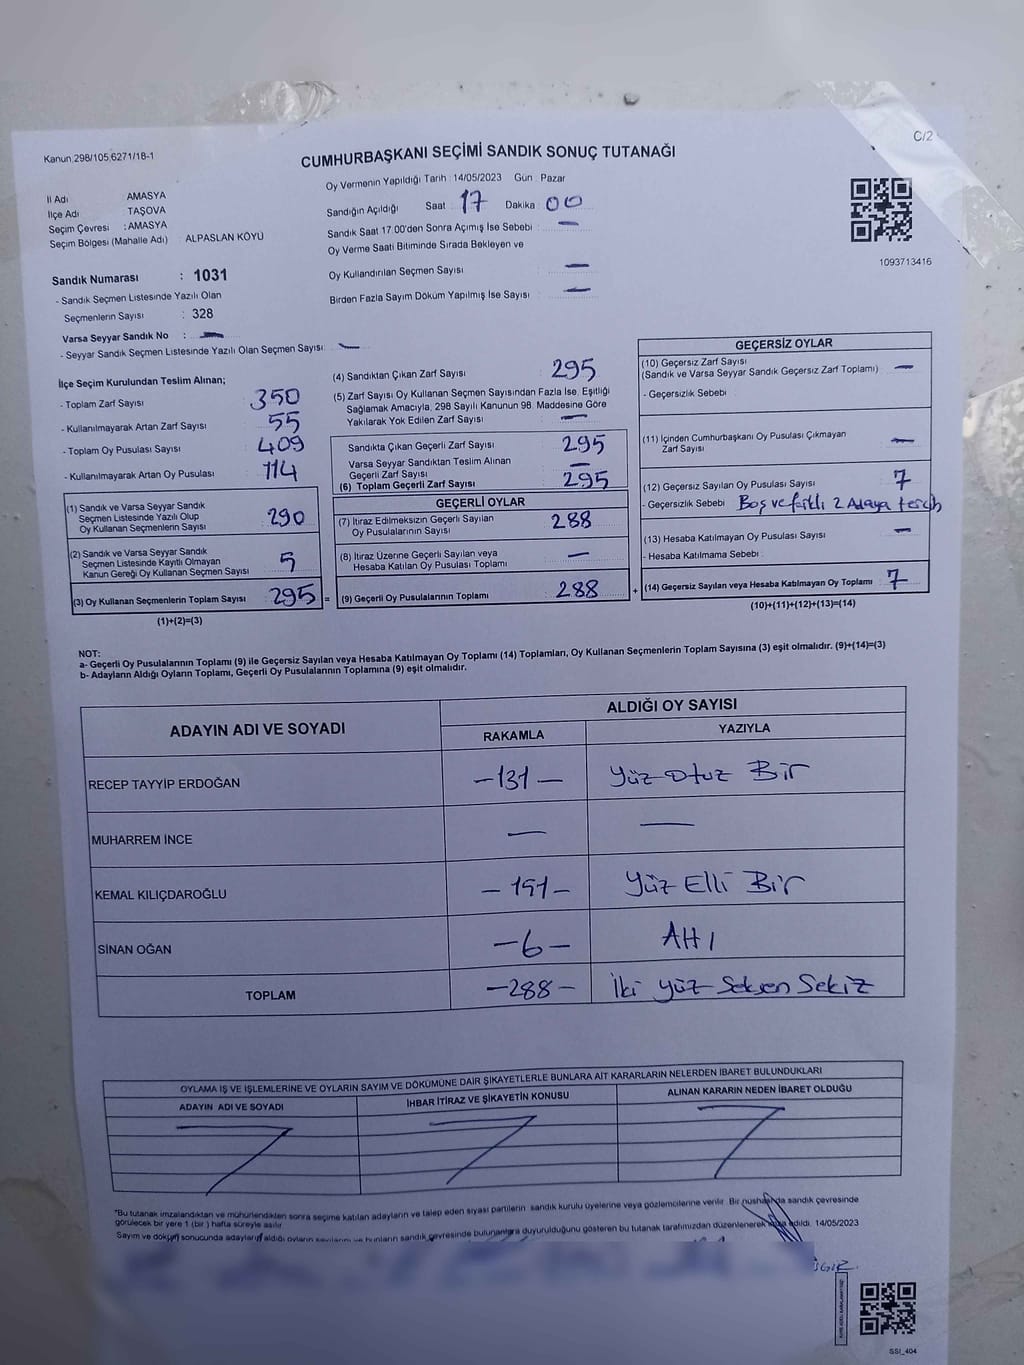 Kanun 298/105,6271/18-1
C/2
CUMHURBAŞKANI SEÇİMİ SANDIK SONUÇ TUTANAĞI
İl Adı AMASYA
İlçe Adı TAŞOVA
Seçim Çevresi : AMASYA
Seçim Bölgesi (Mahalle Adı) ALPASLAN KÖYÜ
Oy Vermenin Yapıldığı Tarih : 14/05/2023 Gün : Pazar
Sandığın Açıldığı Saat 17 Dakika 00
Sandık Saat 17.00'den Sonra Açımış İse Sebebi : —
Oy Verme Saati Bitiminde Sırada Bekleyen ve
Oy Kullandırılan Seçmen Sayısı —
Birden Fazla Sayım Döküm Yapılmış İse Sayısı : —
1093713416
Sandık Numarası : 1031
- Sandık Seçmen Listesinde Yazılı Olan
Seçmenlerin Sayısı : 328
Varsa Seyyar Sandık No : —
- Seyyar Sandık Seçmen Listesinde Yazılı Olan Seçmen Sayısı: —
İlçe Seçim Kurulundan Teslim Alınan;
- Toplam Zarf Sayısı 350
- Kullanılmayarak Artan Zarf Sayısı 55
- Toplam Oy Pusulası Sayısı 409
- Kullanılmayarak Artan Oy Pusulası 114
(1) Sandık ve Varsa Seyyar Sandık
Seçmen Listesinde Yazılı Olup
Oy Kullanan Seçmenlerin Sayısı 290
(2) Sandık ve Varsa Seyyar Sandık
Seçmen Listesinde Kayıtlı Olmayan
Kanun Gereği Oy Kullanan Seçmen Sayısı 5
(3) Oy Kullanan Seçmenlerin Toplam Sayısı 295 =
(1)+(2)=(3)
(4) Sandıktan Çıkan Zarf Sayısı 295
(5) Zarf Sayısı Oy Kullanan Seçmen Sayısından Fazla İse, Eşitliği
Sağlamak Amacıyla, 298 Sayılı Kanunun 98. Maddesine Göre
Yakılarak Yok Edilen Zarf Sayısı —
Sandıkta Çıkan Geçerli Zarf Sayısı 295
Varsa Seyyar Sandıktan Teslim Alınan
Geçerli Zarf Sayısı —
(6) Toplam Geçerli Zarf Sayısı 295
GEÇERLİ OYLAR
(7) İtiraz Edilmeksizin Geçerli Sayılan
Oy Pusulalarının Sayısı 288
(8) İtiraz Üzerine Geçerli Sayılan veya
Hesaba Katılan Oy Pusulası Toplamı —
(9) Geçerli Oy Pusulalarının Toplamı 288 +
GEÇERSİZ OYLAR
(10) Geçersiz Zarf Sayısı
(Sandık ve Varsa Seyyar Sandık Geçersiz Zarf Toplamı) —
- Geçersizlik Sebebi :
(11) İçinden Cumhurbaşkanı Oy Pusulası Çıkmayan
Zarf Sayısı —
(12) Geçersiz Sayılan Oy Pusulası Sayısı 7
- Geçersizlik Sebebi : Boş ve farklı 2 Adaya tercih
(13) Hesaba Katılmayan Oy Pusulası Sayısı —
- Hesaba Katılmama Sebebi :
(14) Geçersiz Sayılan veya Hesaba Katılmayan Oy Toplamı 7
(10)+(11)+(12)+(13)=(14)
NOT:
a- Geçerli Oy Pusulalarının Toplamı (9) ile Geçersiz Sayılan veya Hesaba Katılmayan Oy Toplamı (14) Toplamları, Oy Kullanan Seçmenlerin Toplam Sayısına (3) eşit olmalıdır. (9)+(14)=(3)
b- Adayların Aldığı Oyların Toplamı, Geçerli Oy Pusulalarının Toplamına (9) eşit olmalıdır.
ADAYIN ADI VE SOYADI
ALDIĞI OY SAYISI
RAKAMLA YAZIYLA
RECEP TAYYİP ERDOĞAN —131— Yüz Otuz Bir
MUHARREM İNCE — —
KEMAL KILIÇDAROĞLU —151— Yüz Elli Bir
SİNAN OĞAN —6— Altı
TOPLAM —288— İki Yüz Seksen Sekiz
OYLAMA İŞ VE İŞLEMLERİNE VE OYLARIN SAYIM VE DÖKÜMÜNE DAİR ŞİKAYETLERLE BUNLARA AİT KARARLARIN NELERDEN İBARET BULUNDUKLARI
ADAYIN ADI VE SOYADI İHBAR İTİRAZ VE ŞİKAYETİN KONUSU ALINAN KARARIN NEDEN İBARET OLDUĞU
*Bu tutanak imzalandıktan ve mühürlendikten sonra seçime katılan adayların ve talep eden siyasi partilerin sandık kurulu üyelerine veya gözlemcilerine verilir. Bir nüshası da sandık çevresinde
görülecek bir yere 1 (bir) hafta süreyle asılır
Sayım ve döküm sonucunda adayların aldığı oyların sayılarını ve bunların sandık çevresinde bulunanlara duyurulduğunu gösteren bu tutanak tarafımızdan düzenlenerek imza edildi. 14/05/2023
SSI_404